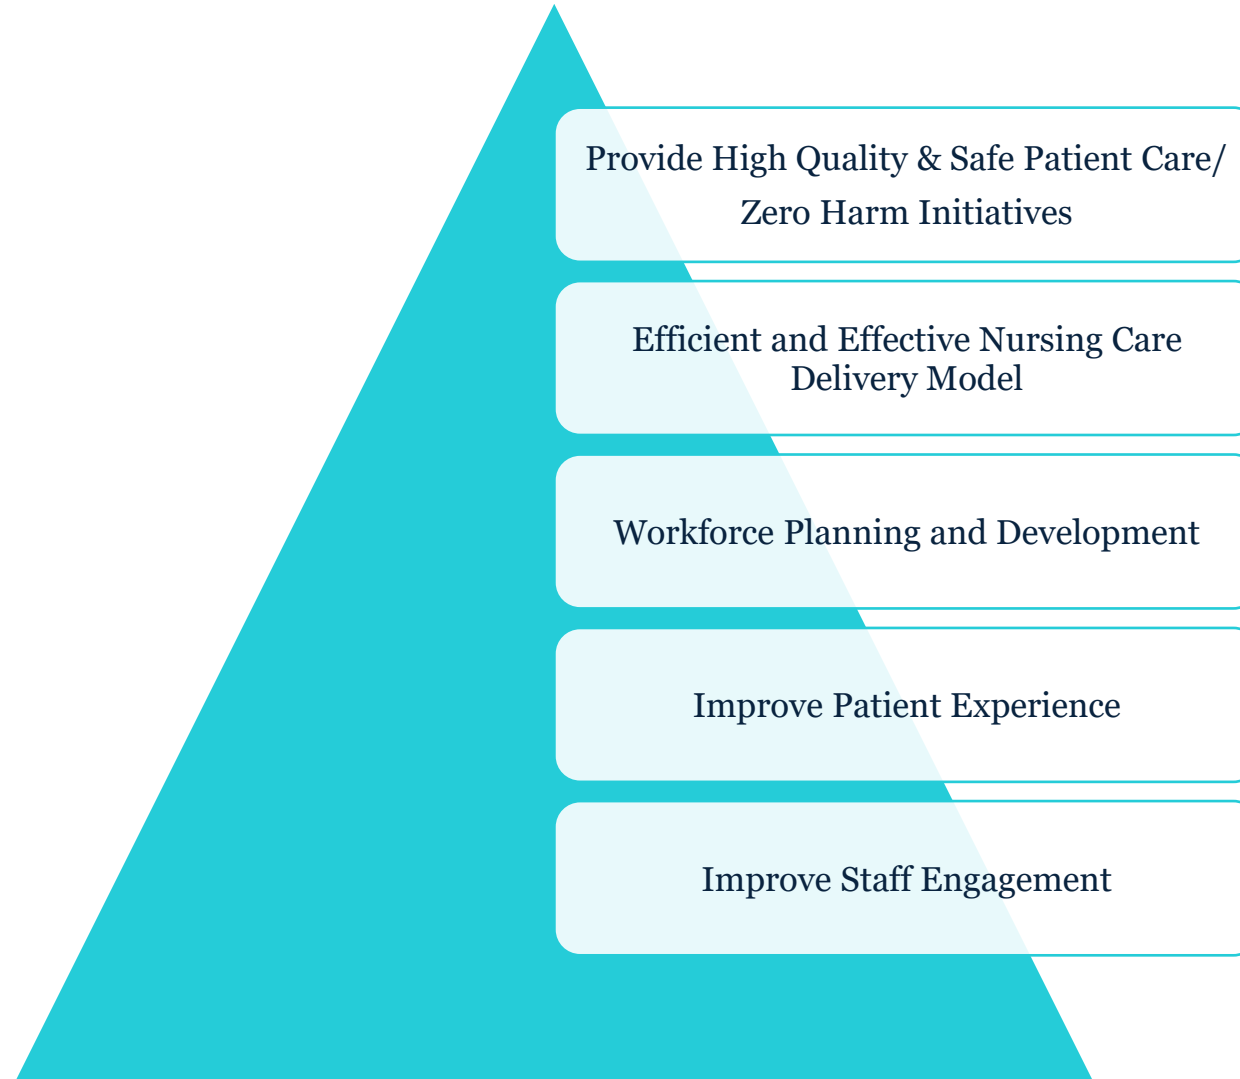 Provide High Quality & Safe Patient Care/
Zero Harm Initiatives
Efficient and Effective Nursing Care
Delivery Model
Workforce Planning and Development
Improve Patient Experience
Improve Staff Engagement